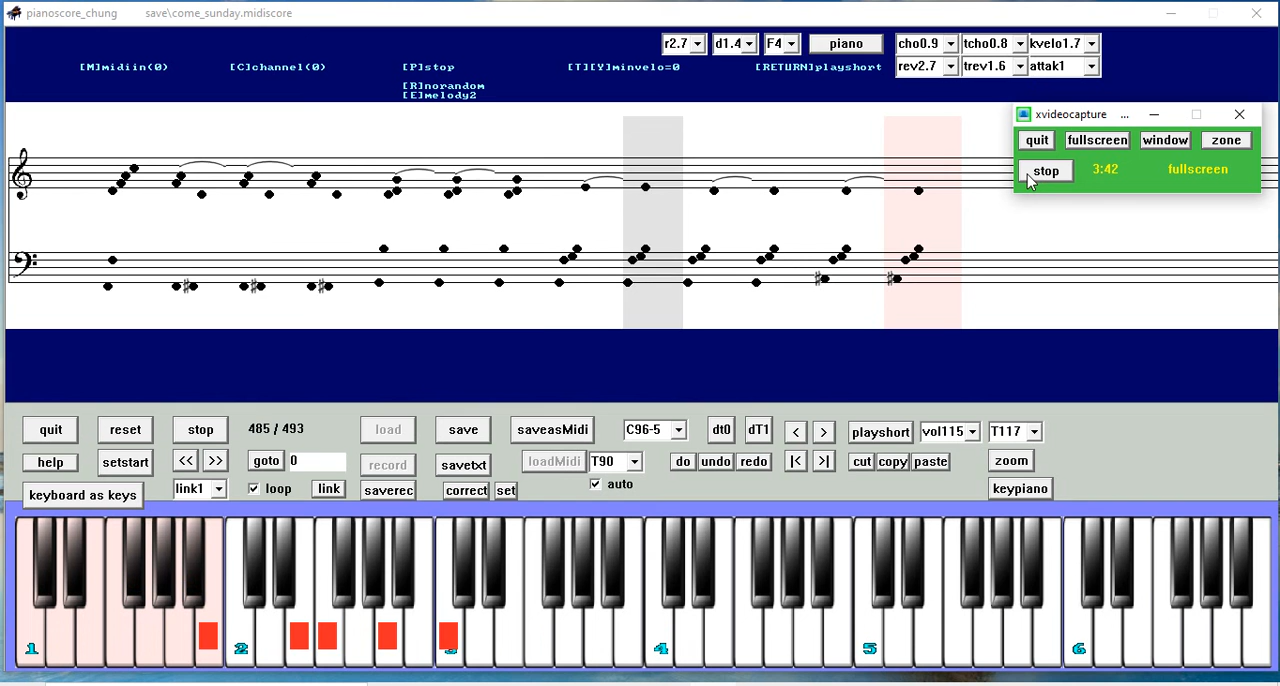 pianoscore_chung save\come_sunday.midiscore
r2.7 d1.4 F4 piano cho0.9 tcho0.8 kvelo1.7
[M]midiin(0) [C]channel(0) [P]stop [T][Y]minvelo=0 [RETURN]playshort rev2.7 trev1.6 attak1
[R]norandom
[E]melody2
xvideocapture ...
quit fullscreen window zone
stop 3:42 fullscreen
quit reset stop 485 / 493 load save saveasMidi C96-5 dt0 dT1 < > playshort vol115 T117
help setstart << >> goto 0 record savetxt loadMidi T90 do undo redo |< >| cut copy paste zoom
keyboard as keys link1 loop link saverec correct set auto keypiano
1 2 3 4 5 6